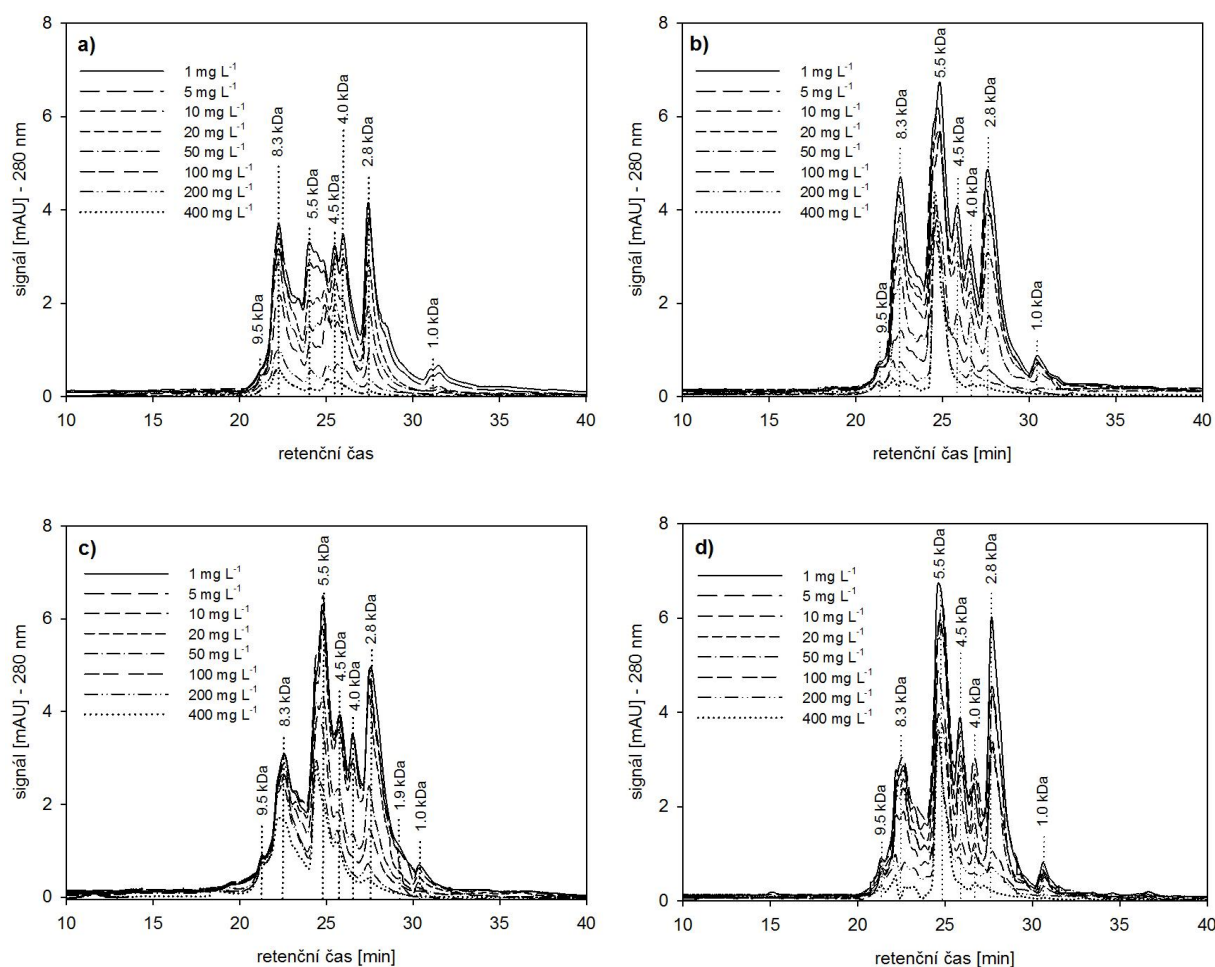 a)
8
6
4
2
0
signál [mAU] - 280 nm
1 mg L⁻¹
5 mg L⁻¹
10 mg L⁻¹
20 mg L⁻¹
50 mg L⁻¹
100 mg L⁻¹
200 mg L⁻¹
400 mg L⁻¹
9.5 kDa
8.3 kDa
5.5 kDa
4.5 kDa
4.0 kDa
2.8 kDa
1.0 kDa
10 15 20 25 30 35 40
retenční čas
b)
8
6
4
2
0
signál [mAU] - 280 nm
1 mg L⁻¹
5 mg L⁻¹
10 mg L⁻¹
20 mg L⁻¹
50 mg L⁻¹
100 mg L⁻¹
200 mg L⁻¹
400 mg L⁻¹
9.5 kDa
8.3 kDa
5.5 kDa
4.5 kDa
4.0 kDa
2.8 kDa
1.0 kDa
10 15 20 25 30 35 40
retenční čas [min]
c)
8
6
4
2
0
signál [mAU] - 280 nm
1 mg L⁻¹
5 mg L⁻¹
10 mg L⁻¹
20 mg L⁻¹
50 mg L⁻¹
100 mg L⁻¹
200 mg L⁻¹
400 mg L⁻¹
9.5 kDa
8.3 kDa
5.5 kDa
4.5 kDa
4.0 kDa
2.8 kDa
1.9 kDa
1.0 kDa
10 15 20 25 30 35 40
retenční čas [min]
d)
8
6
4
2
0
signál [mAU] - 280 nm
1 mg L⁻¹
5 mg L⁻¹
10 mg L⁻¹
20 mg L⁻¹
50 mg L⁻¹
100 mg L⁻¹
200 mg L⁻¹
400 mg L⁻¹
9.5 kDa
8.3 kDa
5.5 kDa
4.5 kDa
4.0 kDa
2.8 kDa
1.0 kDa
10 15 20 25 30 35 40
retenční čas [min]